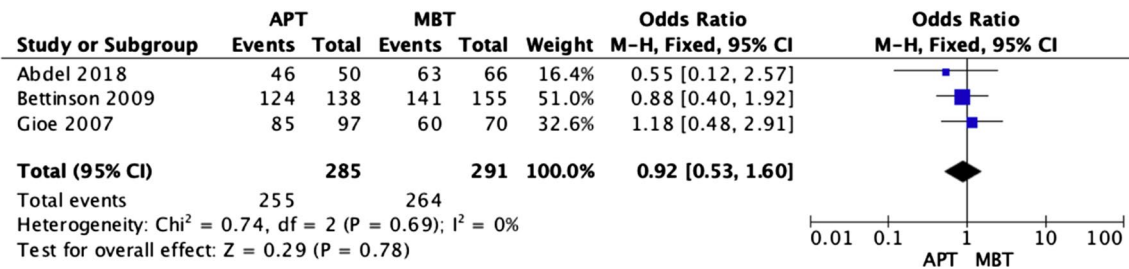 APT MBT Odds Ratio Odds Ratio
Study or Subgroup Events Total Events Total Weight M-H, Fixed, 95% CI M-H, Fixed, 95% CI
Abdel 2018 46 50 63 66 16.4% 0.55 [0.12, 2.57]
Bettinson 2009 124 138 141 155 51.0% 0.88 [0.40, 1.92]
Gioe 2007 85 97 60 70 32.6% 1.18 [0.48, 2.91]
Total (95% CI) 285 291 100.0% 0.92 [0.53, 1.60]
Total events 255 264
Heterogeneity: Chi² = 0.74, df = 2 (P = 0.69); I² = 0%
Test for overall effect: Z = 0.29 (P = 0.78)
0.01 0.1 1 10 100
APT MBT